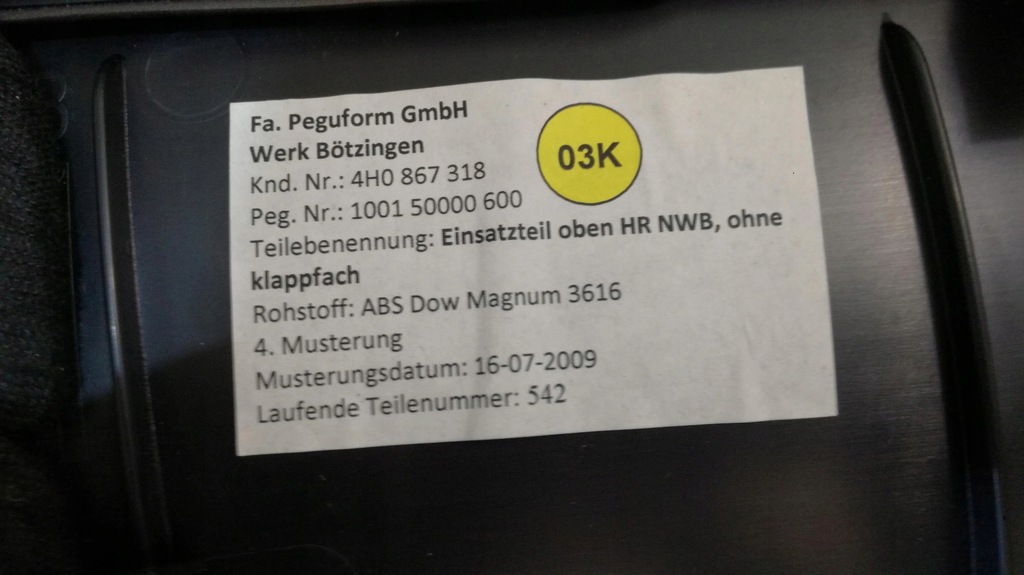 Fa. Peguform GmbH
Werk Bötzingen
03K
Knd. Nr.: 4H0 867 318
Peg. Nr.: 1001 50000 600
Teilebenennung: Einsatzteil oben HR NWB, ohne
klappfach
Rohstoff: ABS Dow Magnum 3616
4. Musterung
Musterungsdatum: 16-07-2009
Laufende Teilenummer: 542